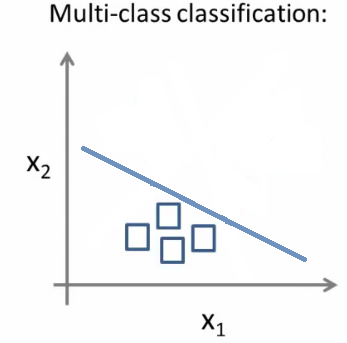 Multi-class classification:
x₂
x₁